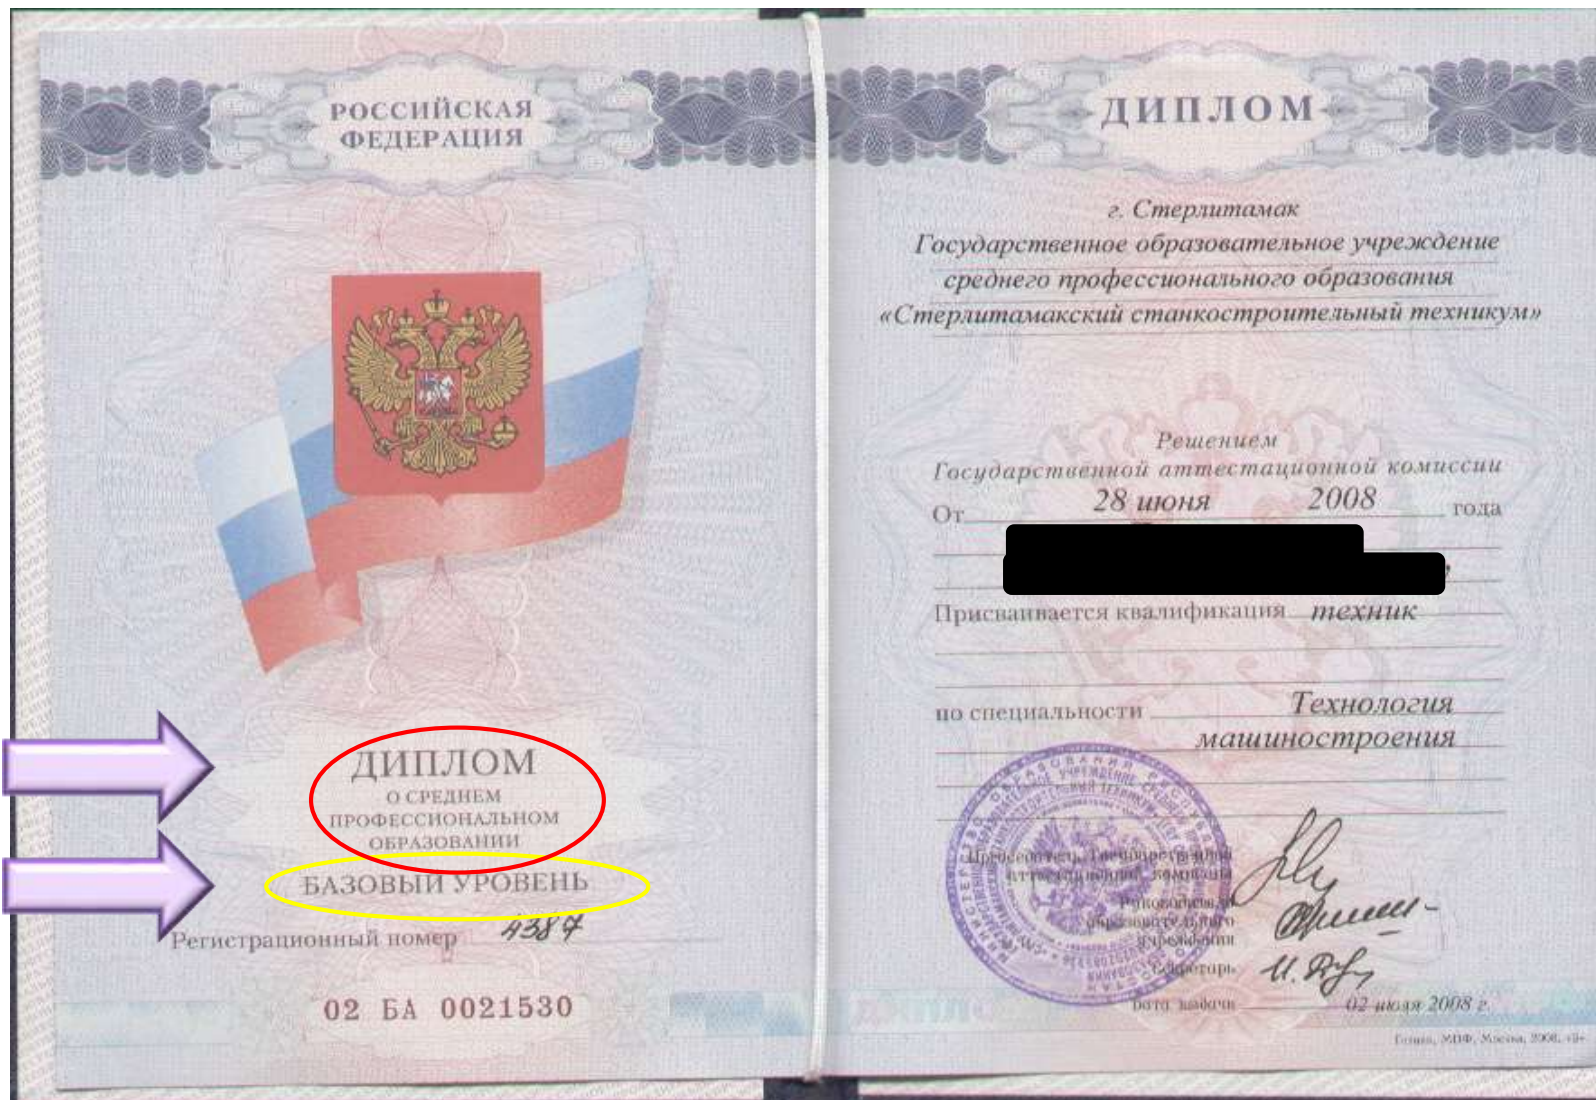 РОССИЙСКАЯ
ФЕДЕРАЦИЯ
ДИПЛОМ
О СРЕДНЕМ
ПРОФЕССИОНАЛЬНОМ
ОБРАЗОВАНИИ
БАЗОВЫЙ УРОВЕНЬ
Регистрационный номер 4387
02 БА 0021530
ДИПЛОМ
г. Стерлитамак
Государственное образовательное учреждение
среднего профессионального образования
«Стерлитамакский станкостроительный техникум»
Решением
Государственной аттестационной комиссии
От 28 июня 2008 года
Присваивается квалификация техник
по специальности Технология
машиностроения
Председатель Государственной
аттестационной комиссии
Руководитель
образовательного
учреждения
Секретарь
Дата выдачи 02 июля 2008 г.